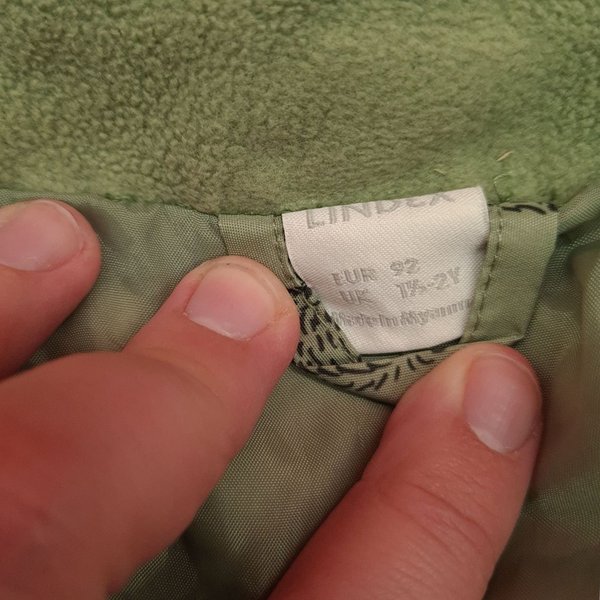 LINDEX
EUR 92
UK 1½-2Y
Made in Myanmar